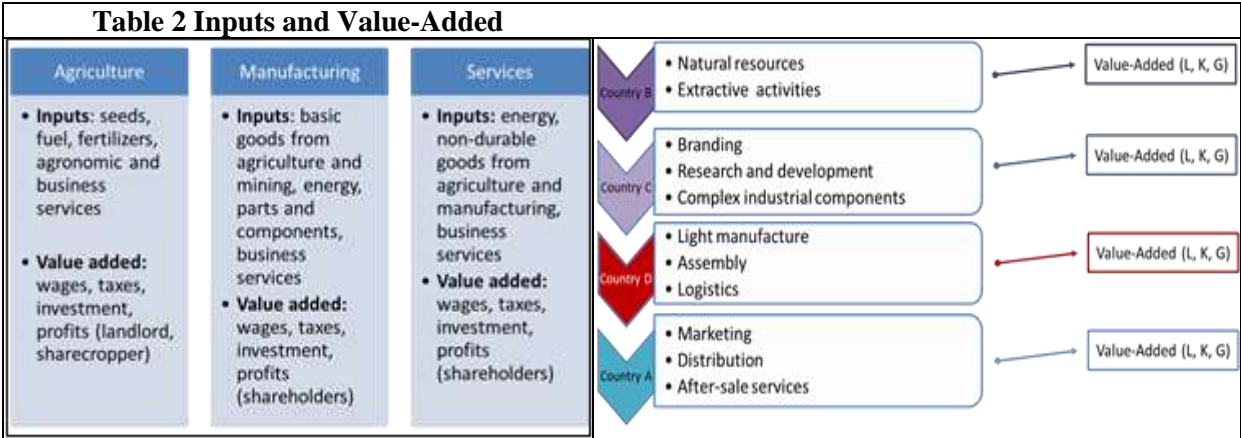 Table 2 Inputs and Value-Added
Agriculture
• Inputs: seeds,
fuel, fertilizers,
agronomic and
business
services
• Value added:
wages, taxes,
investment,
profits (landlord,
sharecropper)
Manufacturing
• Inputs: basic
goods from
agriculture and
mining, energy,
parts and
components,
business
services
• Value added:
wages, taxes,
investment,
profits
(shareholders)
Services
• Inputs: energy,
non-durable
goods from
agriculture and
manufacturing,
business
services
• Value added:
wages, taxes,
investment,
profits
(shareholders)
Country B
• Natural resources
• Extractive activities
Value-Added (L, K, G)
Country C
• Branding
• Research and development
• Complex industrial components
Value-Added (L, K, G)
Country D
• Light manufacture
• Assembly
• Logistics
Value-Added (L, K, G)
Country A
• Marketing
• Distribution
• After-sale services
Value-Added (L, K, G)